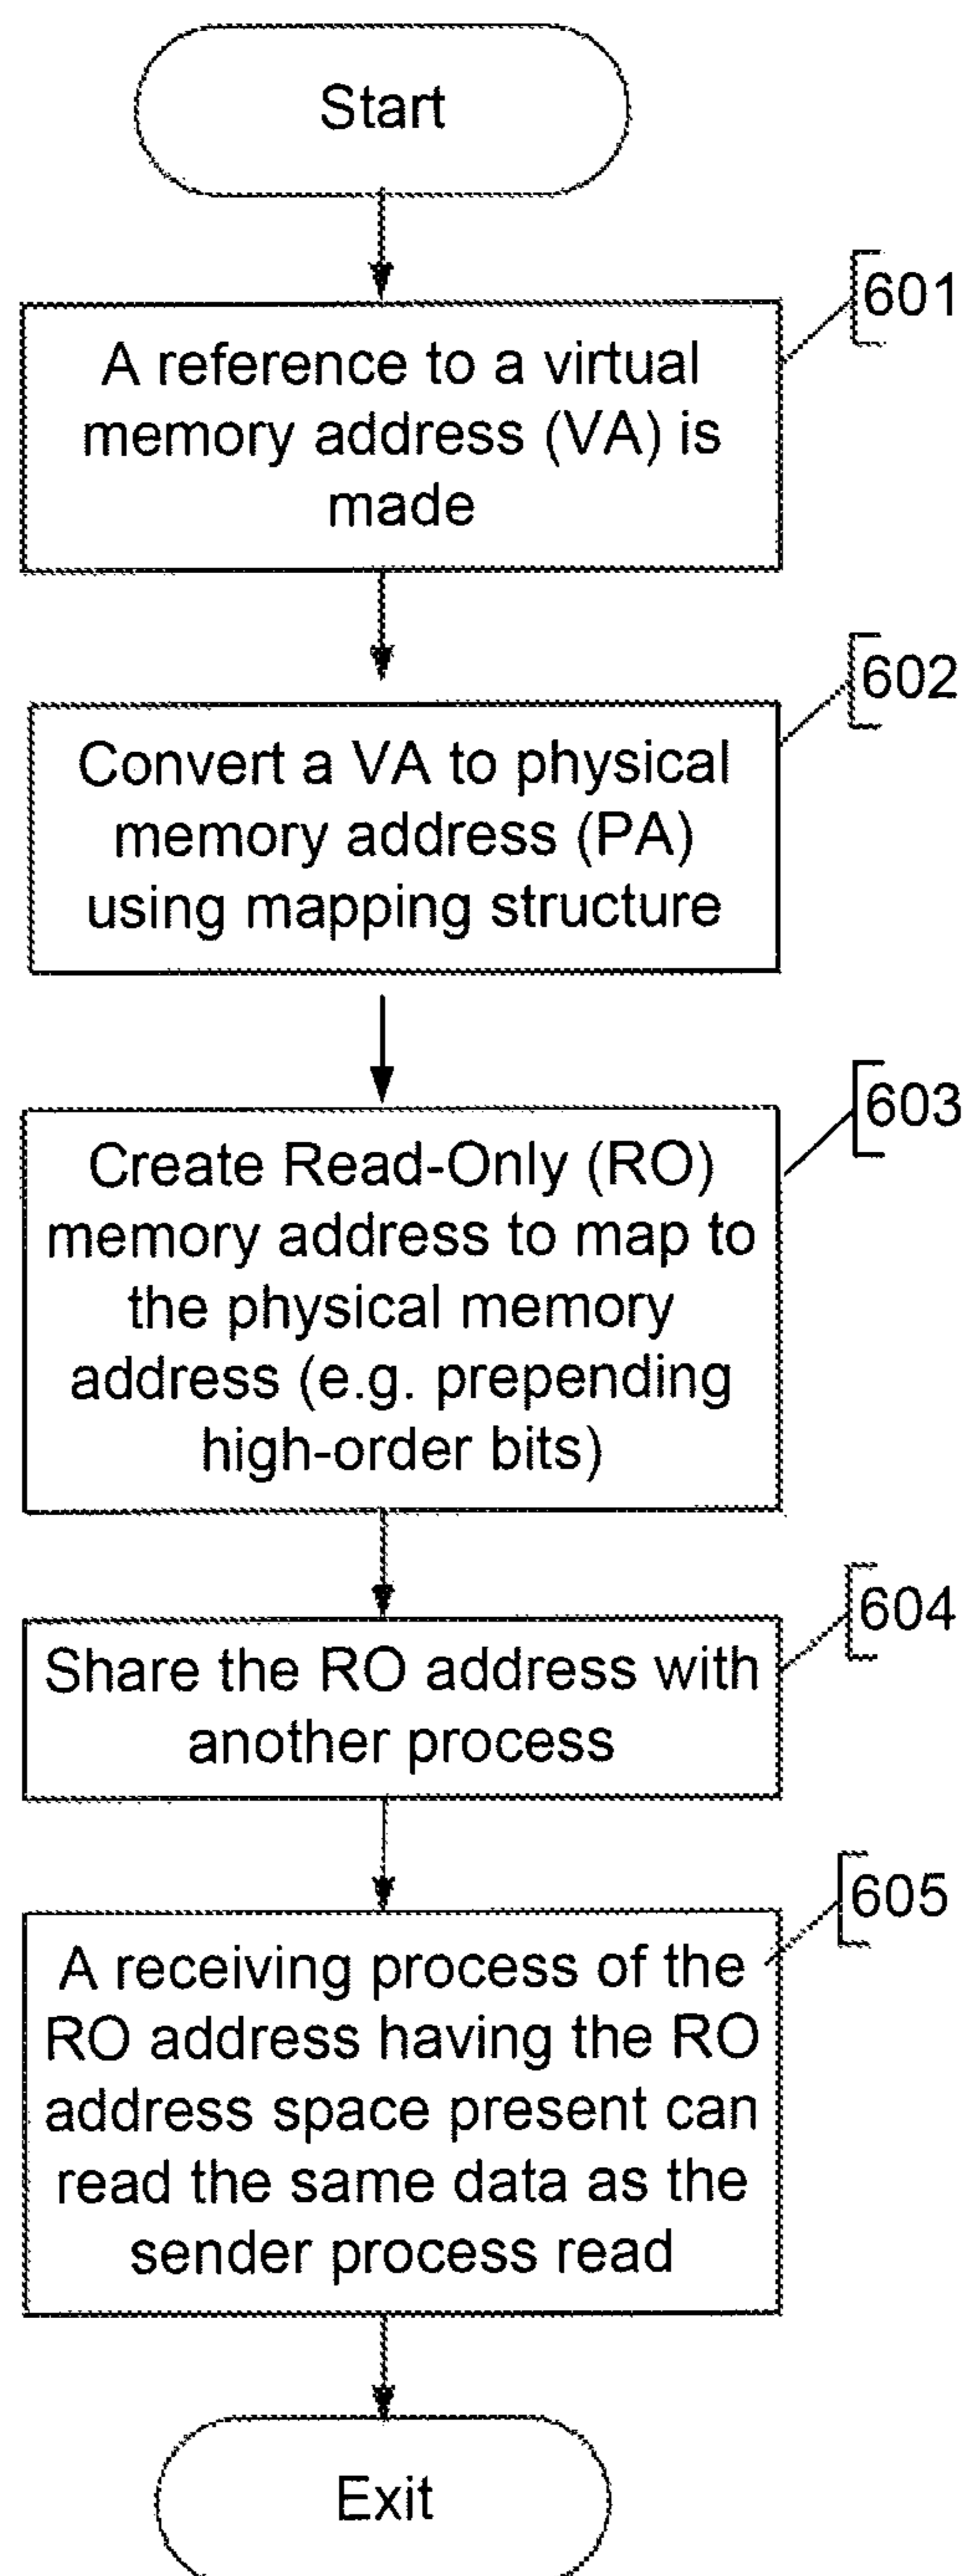 Start
601
A reference to a virtual
memory address (VA) is
made
602
Convert a VA to physical
memory address (PA)
using mapping structure
603
Create Read-Only (RO)
memory address to map to
the physical memory
address (e.g. prepending
high-order bits)
604
Share the RO address with
another process
605
A receiving process of the
RO address having the RO
address space present can
read the same data as the
sender process read
Exit